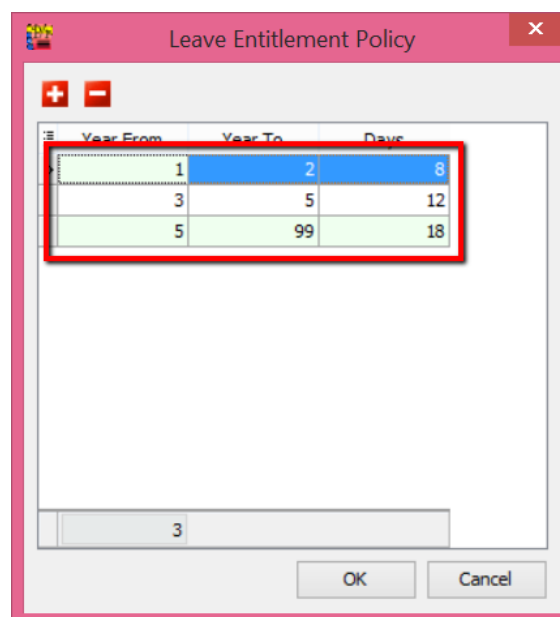 Leave Entitlement Policy
Year From Year To Days
1 2 8
3 5 12
5 99 18
3
OK Cancel